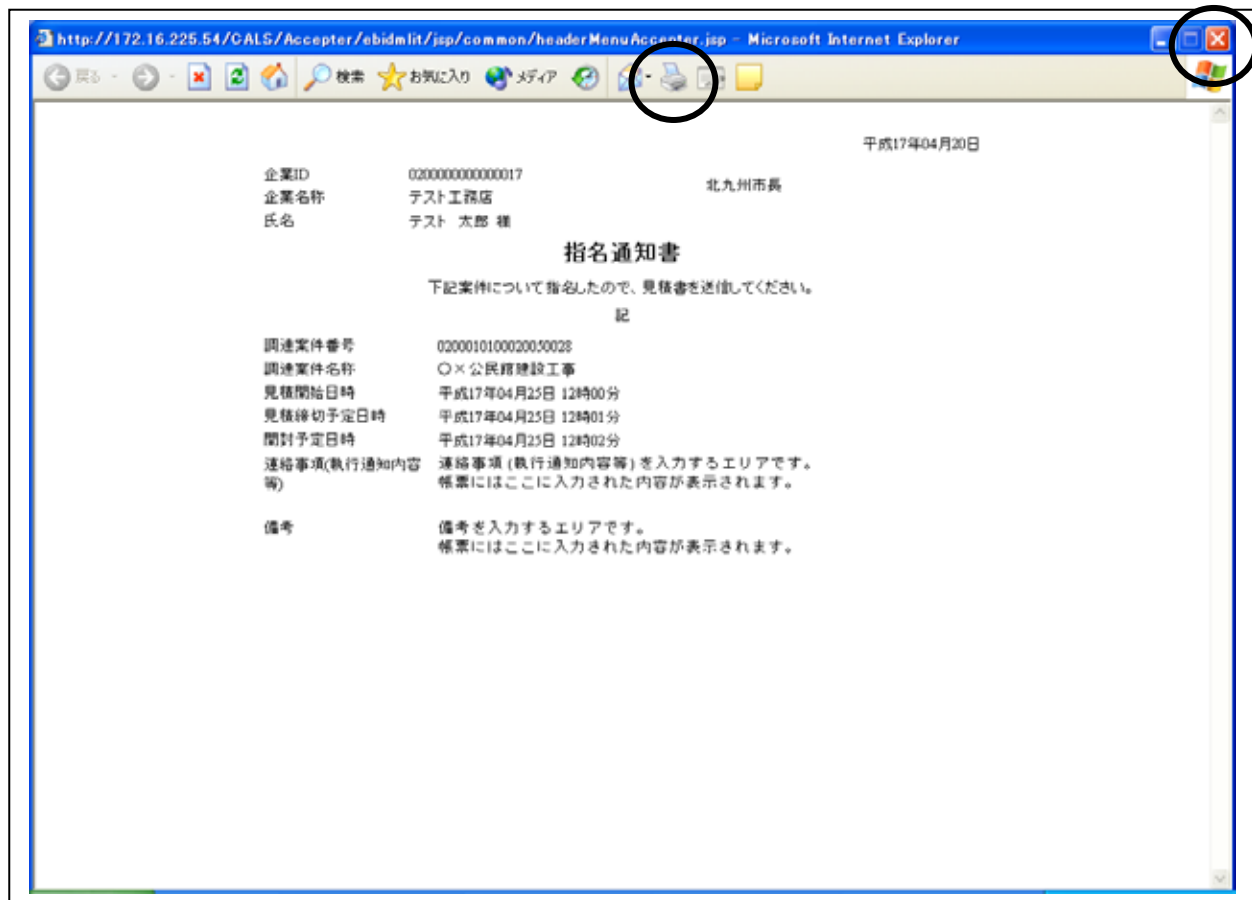 http://172.16.225.54/CALS/Accepter/ebidmlit/jsp/common/headerMenuAccepter.jsp - Microsoft Internet Explorer
戻る 検索 お気に入り メディア
平成17年04月20日
企業ID 0200000000000017
北九州市長
企業名称 テスト工務店
氏名 テスト 太郎 様
指名通知書
下記案件について指名したので、見積書を送信してください。
記
調達案件番号 0200010100020050028
調達案件名称 〇×公民館建設工事
見積開始日時 平成17年04月25日 12時00分
見積締切予定日時 平成17年04月25日 12時01分
開封予定日時 平成17年04月25日 12時02分
連絡事項(執行通知内容 連絡事項(執行通知内容等)を入力するエリアです。
等) 帳票にはここに入力された内容が表示されます。
備考 備考を入力するエリアです。
帳票にはここに入力された内容が表示されます。